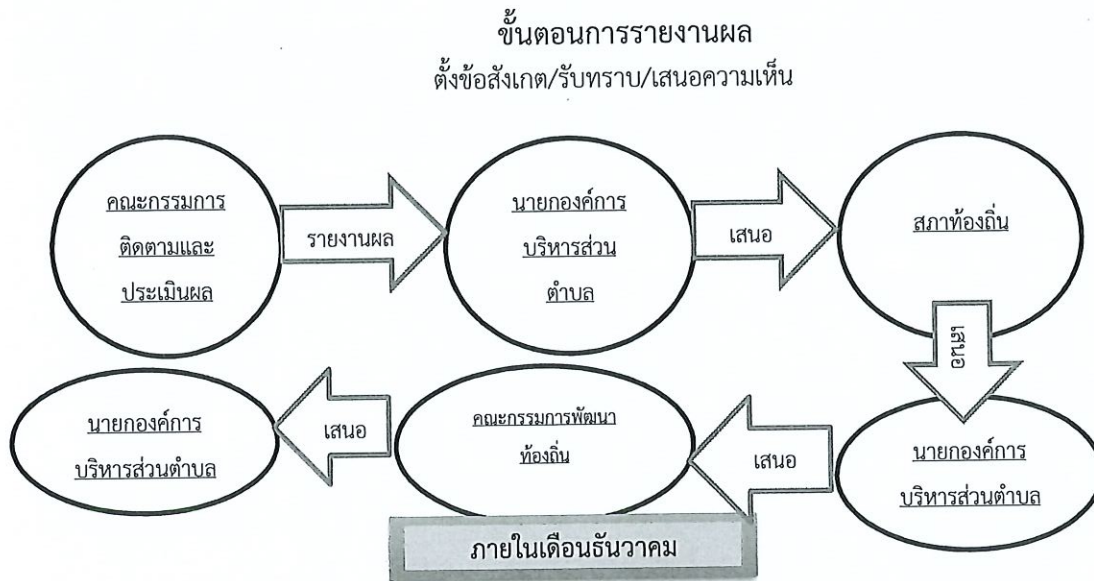 ขั้นตอนการรายงานผล
ตั้งข้อสังเกต/รับทราบ/เสนอความเห็น
คณะกรรมการ
ติดตามและ
ประเมินผล
รายงานผล
นายกองค์การ
บริหารส่วน
ตำบล
เสนอ
สภาท้องถิ่น
เสนอ
นายกองค์การ
บริหารส่วนตำบล
เสนอ
คณะกรรมการพัฒนา
ท้องถิ่น
เสนอ
นายกองค์การ
บริหารส่วนตำบล
ภายในเดือนธันวาคม